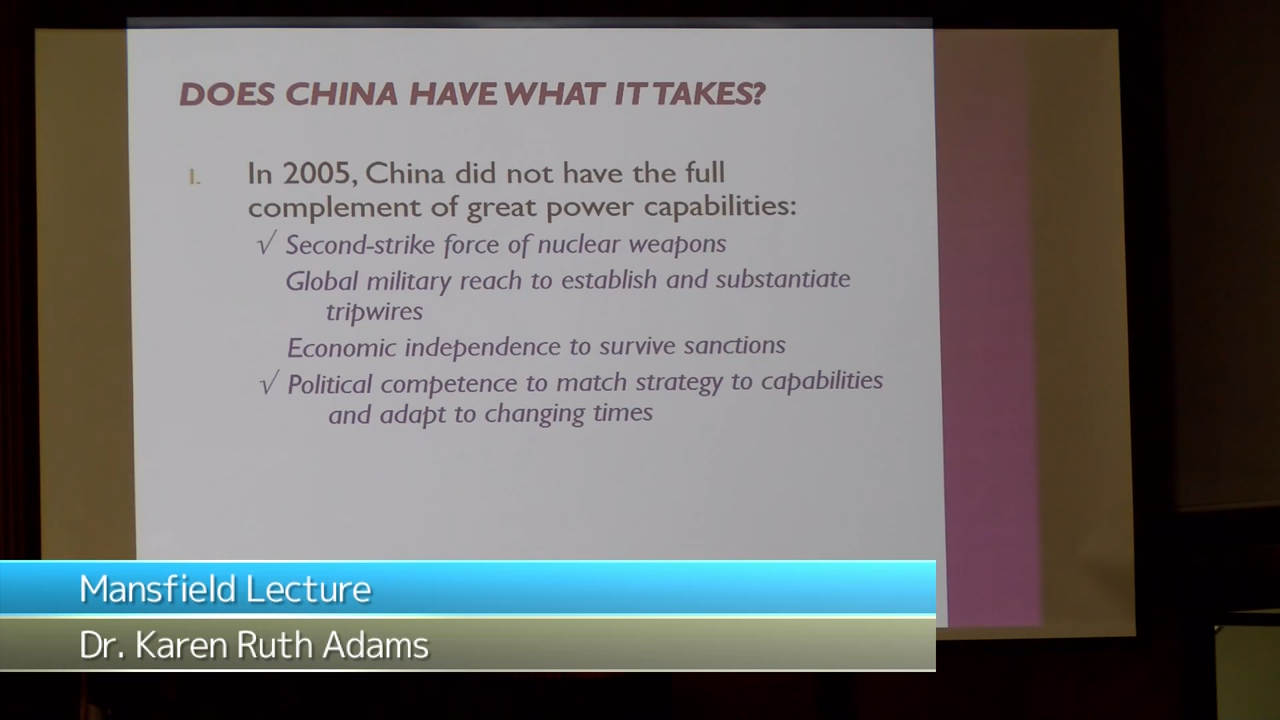 DOES CHINA HAVE WHAT IT TAKES?
I. In 2005, China did not have the full
complement of great power capabilities:
√ Second-strike force of nuclear weapons
Global military reach to establish and substantiate
tripwires
Economic independence to survive sanctions
√ Political competence to match strategy to capabilities
and adapt to changing times
Mansfield Lecture
Dr. Karen Ruth Adams